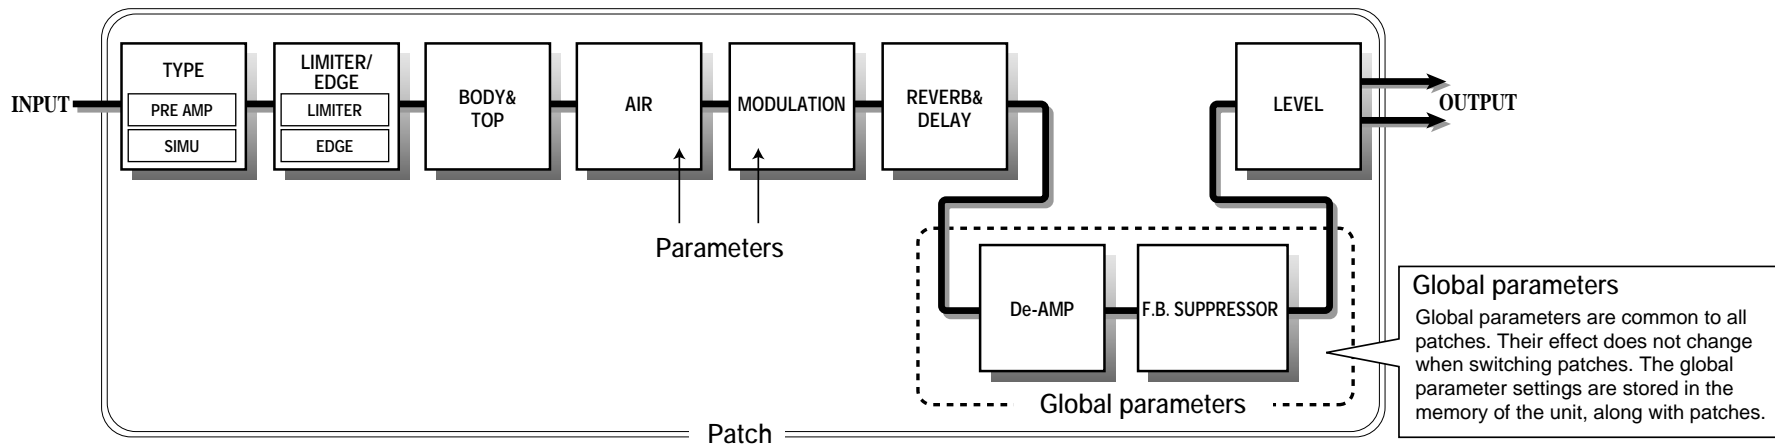 INPUT
TYPE
PRE AMP
SIMU
LIMITER/
EDGE
LIMITER
EDGE
BODY&
TOP
AIR
MODULATION
REVERB&
DELAY
LEVEL
OUTPUT
Parameters
De-AMP
F.B. SUPPRESSOR
Global parameters
Patch
Global parameters
Global parameters are common to all
patches. Their effect does not change
when switching patches. The global
parameter settings are stored in the
memory of the unit, along with patches.